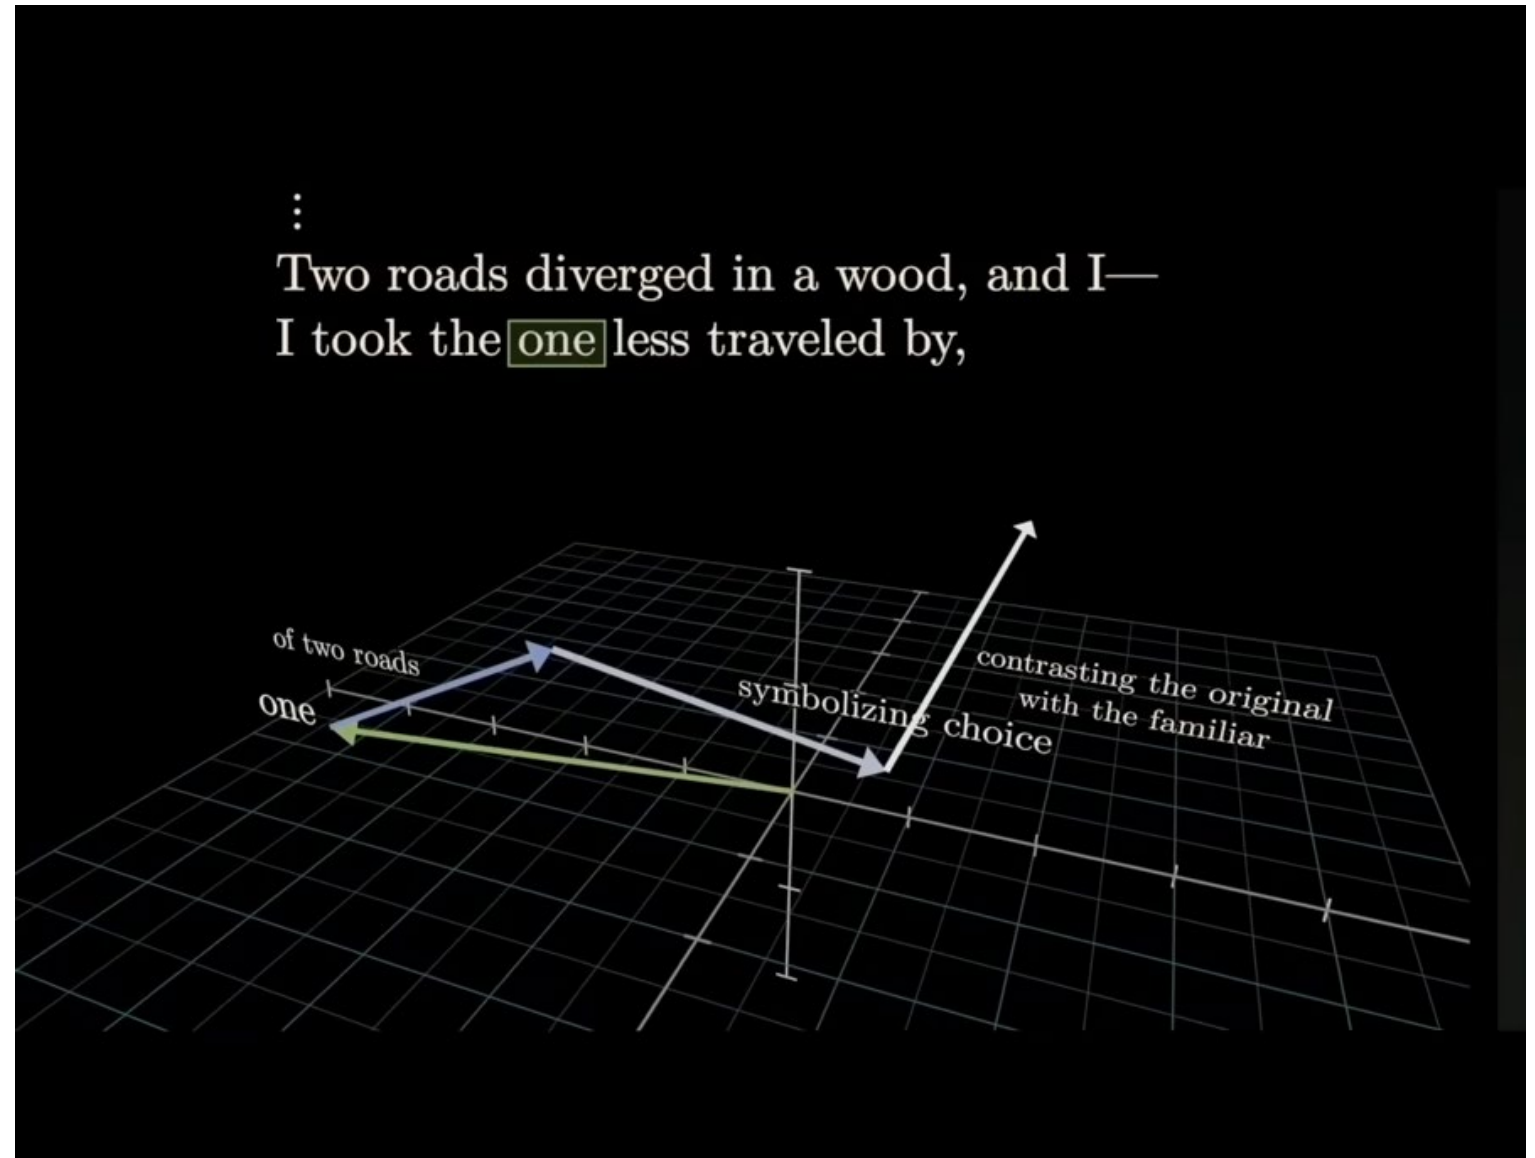 ⋮
Two roads diverged in a wood, and I—
I took the one less traveled by,
of two roads
one
symbolizing choice
contrasting the original
with the familiar